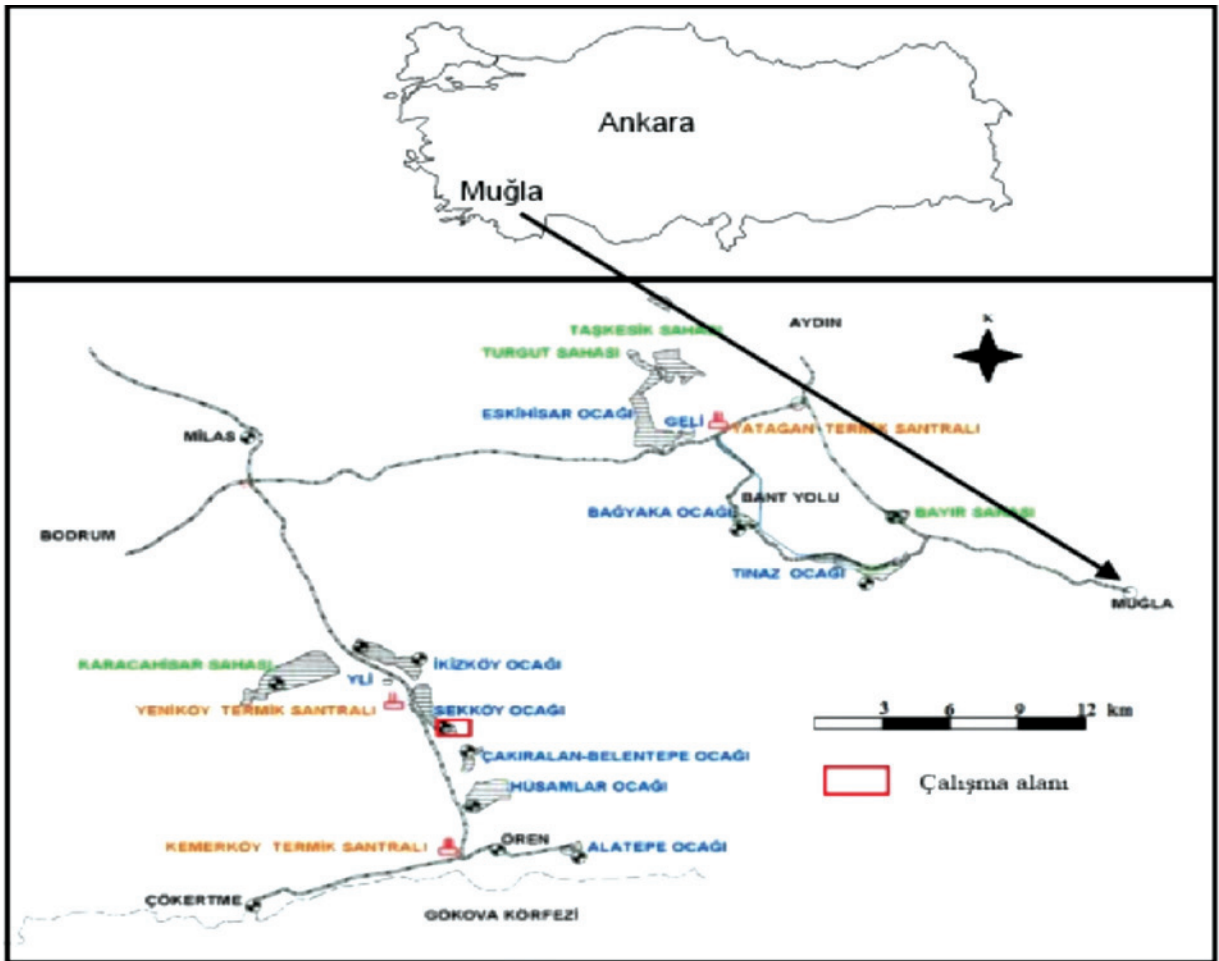 Ankara
Muğla
TAŞKESİK SAHASI
AYDIN
K
TURGUT SAHASI
ESKİHİSAR OCAĞI
GELİ
YATAGAN TERMİK SANTRALI
MİLAS
BANT YOLU
BAĞYAKA OCAĞI
BAYIR SAHASI
BODRUM
TINAZ OCAĞI
MUĞLA
KARACAHİSAR SAHASI
İKİZKÖY OCAĞI
YLİ
YENİKÖY TERMİK SANTRALI
SEKKÖY OCAĞI
3 6 9 12 km
ÇAKIRALAN-BELENTEPE OCAĞI
HÜSAMLAR OCAĞI
Çalışma alanı
KEMERKÖY TERMİK SANTRALI
ÖREN
ALATEPE OCAĞI
ÇÖKERTME
GÖKOVA KÖRFEZİ